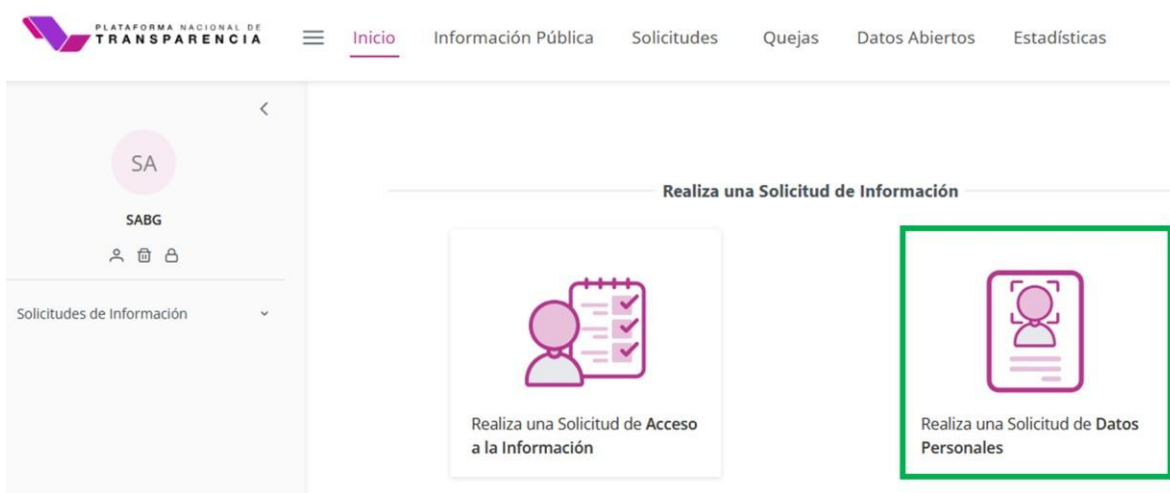 PLATAFORMA NACIONAL DE
TRANSPARENCIA
Inicio Información Pública Solicitudes Quejas Datos Abiertos Estadísticas
SA
SABG
Solicitudes de Información
Realiza una Solicitud de Información
Realiza una Solicitud de Acceso
a la Información
Realiza una Solicitud de Datos
Personales